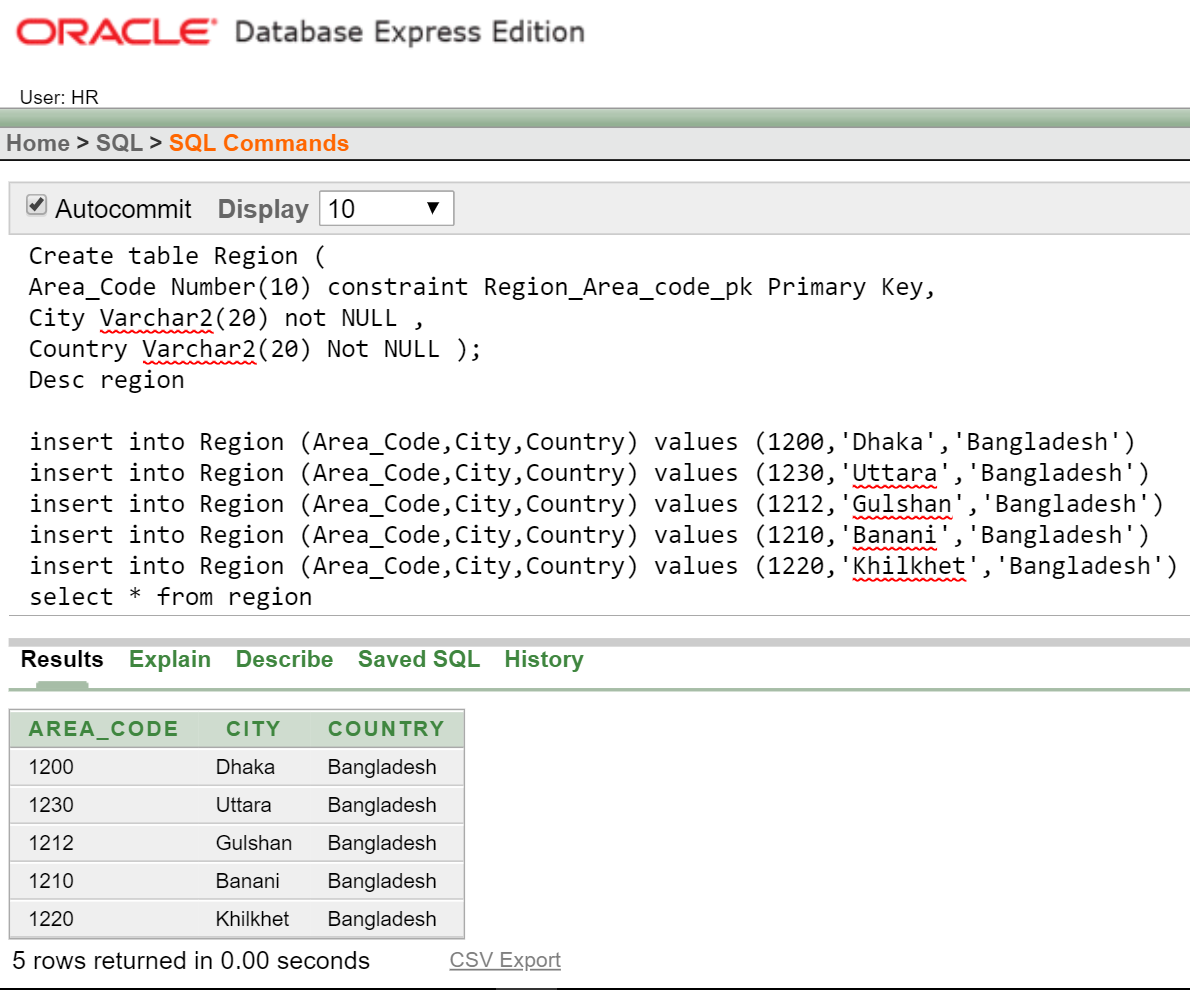 ORACLE Database Express Edition
User: HR
Home > SQL > SQL Commands
Autocommit Display 10
Create table Region (
Area_Code Number(10) constraint Region_Area_code_pk Primary Key,
City Varchar2(20) not NULL ,
Country Varchar2(20) Not NULL );
Desc region
insert into Region (Area_Code,City,Country) values (1200,'Dhaka','Bangladesh')
insert into Region (Area_Code,City,Country) values (1230,'Uttara','Bangladesh')
insert into Region (Area_Code,City,Country) values (1212,'Gulshan','Bangladesh')
insert into Region (Area_Code,City,Country) values (1210,'Banani','Bangladesh')
insert into Region (Area_Code,City,Country) values (1220,'Khilkhet','Bangladesh')
select * from region
Results Explain Describe Saved SQL History
AREA_CODE CITY COUNTRY
1200 Dhaka Bangladesh
1230 Uttara Bangladesh
1212 Gulshan Bangladesh
1210 Banani Bangladesh
1220 Khilkhet Bangladesh
5 rows returned in 0.00 seconds CSV Export